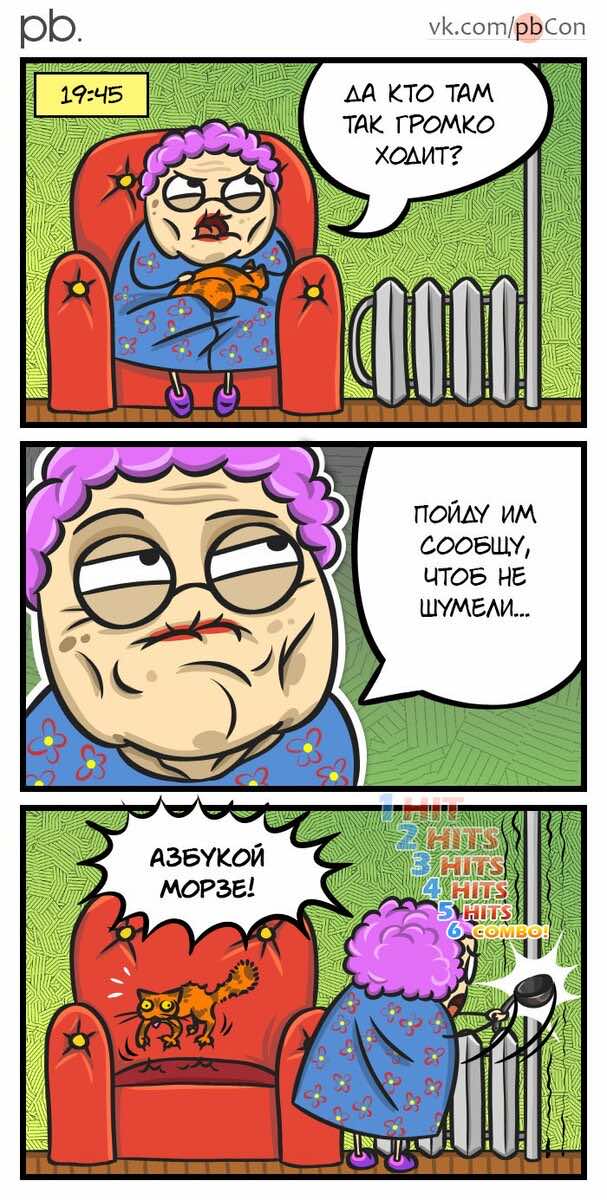 pb.
vk.com/pbCon
19:45
ДА КТО ТАМ
ТАК ГРОМКО
ХОДИТ?
ПОЙДУ ИМ
СООБЩУ,
ЧТОБ НЕ
ШУМЕЛИ...
АЗБУКОЙ
МОРЗЕ!
1 HIT
2 HITS
3 HITS
4 HITS
5 HITS
6 COMBO!